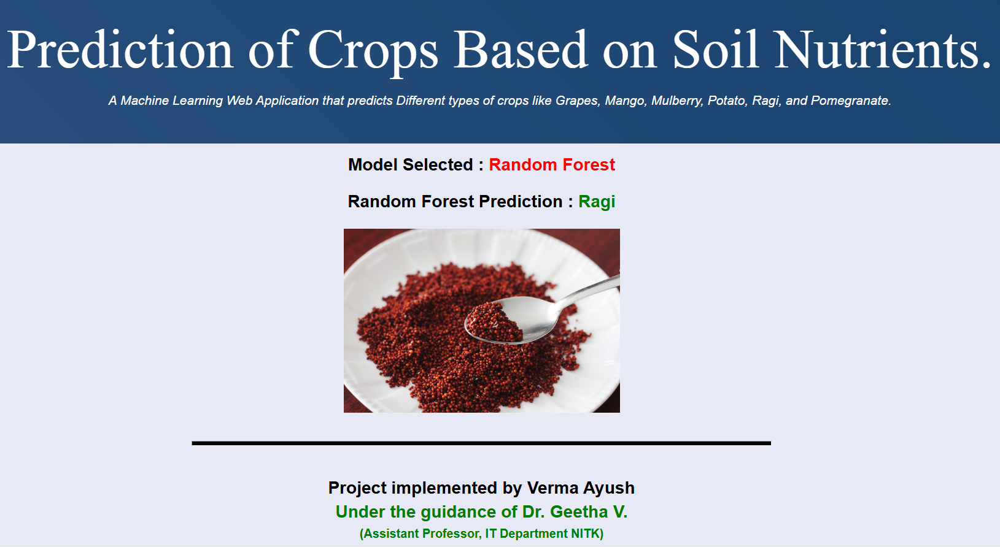 Prediction of Crops Based on Soil Nutrients.
A Machine Learning Web Application that predicts Different types of crops like Grapes, Mango, Mulberry, Potato, Ragi, and Pomegranate.
Model Selected : Random Forest
Random Forest Prediction : Ragi
Project implemented by Verma Ayush
Under the guidance of Dr. Geetha V.
(Assistant Professor, IT Department NITK)